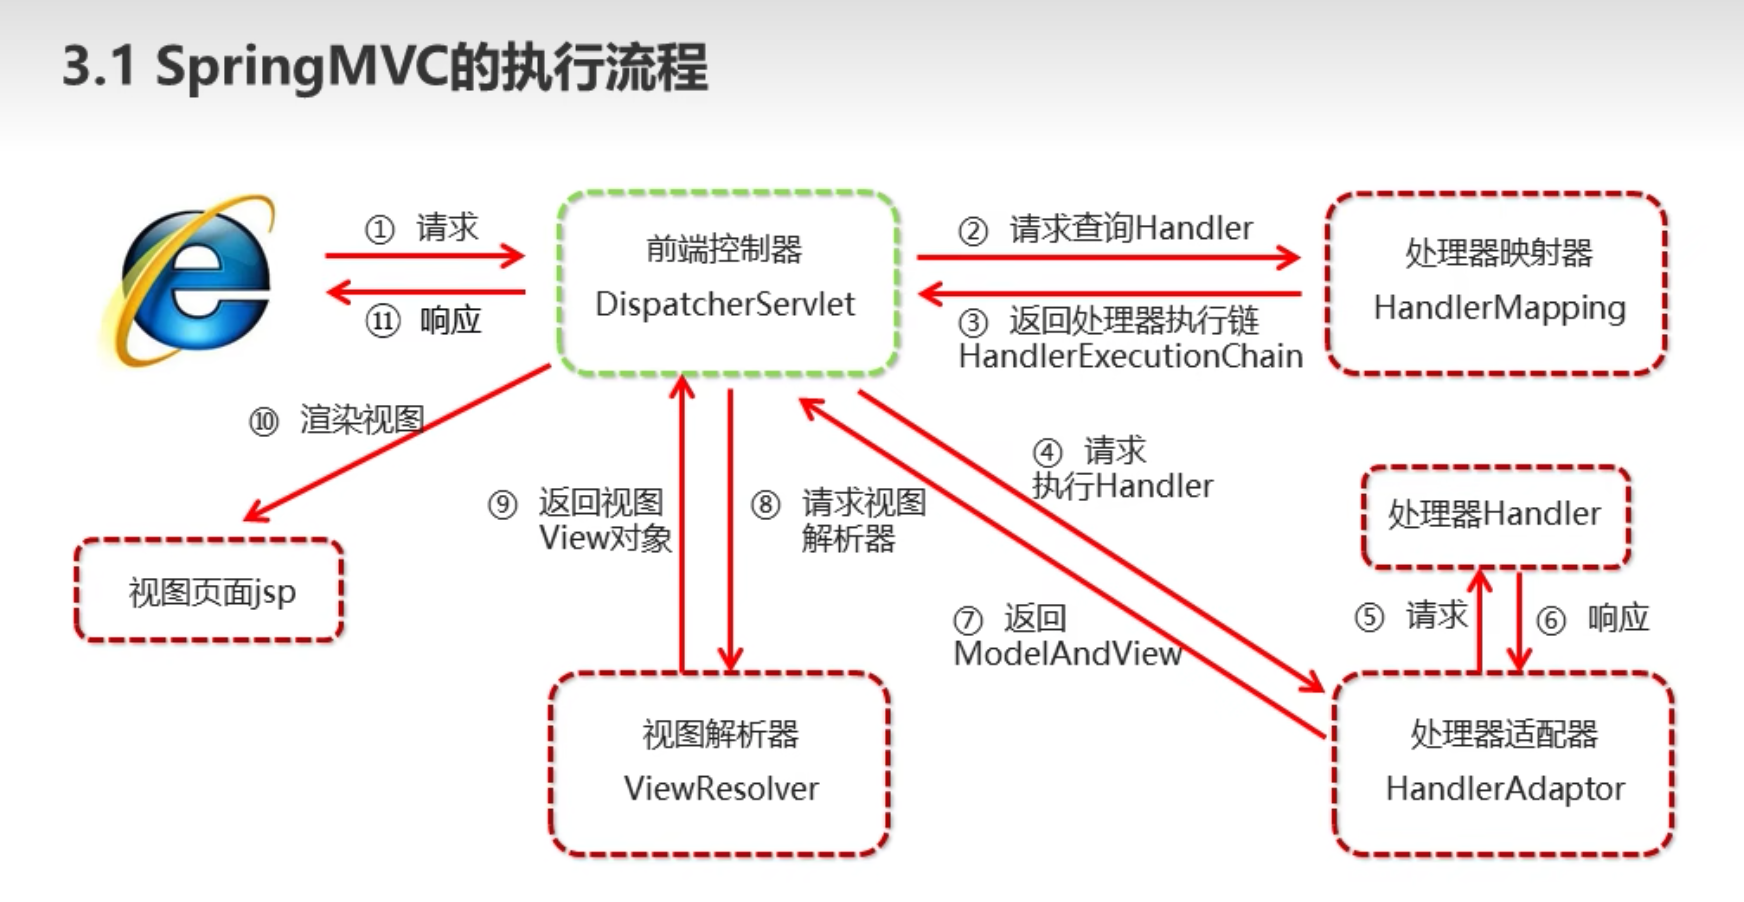 3.1 SpringMVC的执行流程
① 请求
⑪ 响应
前端控制器
DispatcherServlet
② 请求查询Handler
③ 返回处理器执行链
HandlerExecutionChain
处理器映射器
HandlerMapping
⑩ 渲染视图
视图页面jsp
⑨ 返回视图
View对象
⑧ 请求视图
解析器
④ 请求
执行Handler
⑦ 返回
ModelAndView
处理器Handler
⑤ 请求
⑥ 响应
视图解析器
ViewResolver
处理器适配器
HandlerAdaptor